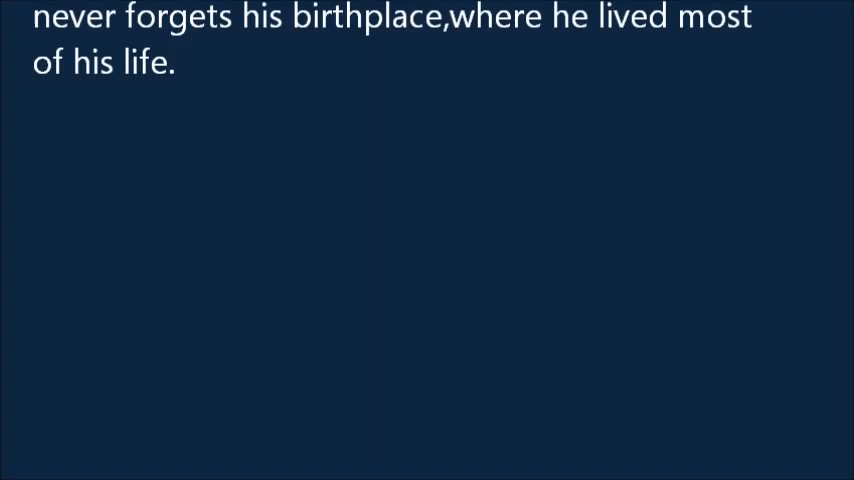 never forgets his birthplace,where he lived most
of his life.